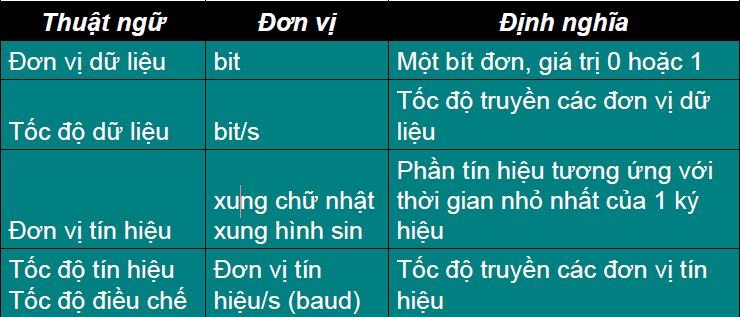 Thuật ngữ Đơn vị Định nghĩa
Đơn vị dữ liệu bit Một bít đơn, giá trị 0 hoặc 1
Tốc độ dữ liệu bit/s Tốc độ truyền các đơn vị dữ
liệu
Đơn vị tín hiệu xung chữ nhật
xung hình sin Phần tín hiệu tương ứng với
thời gian nhỏ nhất của 1 ký
hiệu
Tốc độ tín hiệu
Tốc độ điều chế Đơn vị tín
hiệu/s (baud) Tốc độ truyền các đơn vị tín
hiệu